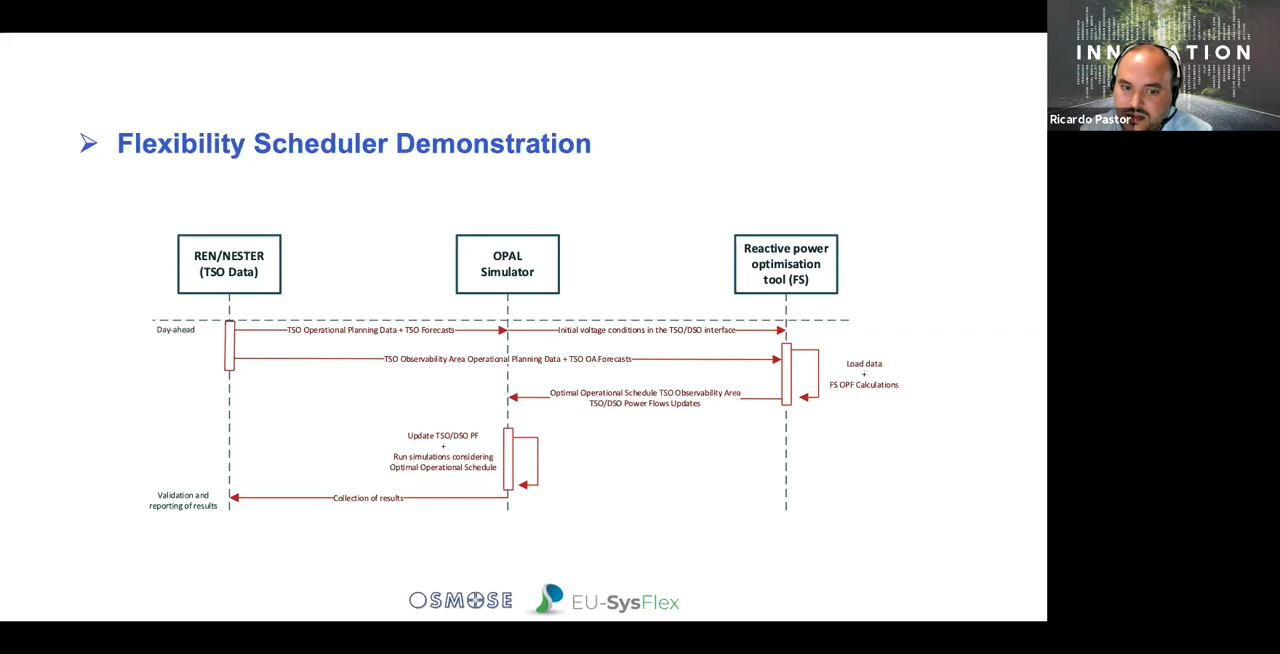 INNOVATION
Ricardo Pastor
Flexibility Scheduler Demonstration
REN/NESTER
(TSO Data)
OPAL
Simulator
Reactive power
optimisation
tool (FS)
Day-ahead
TSO Operational Planning Data + TSO Forecasts
Initial voltage conditions in the TSO/DSO interface
TSO Observability Area Operational Planning Data + TSO OA Forecasts
Load data
+
FS OPF Calculations
Optimal Operational Schedule TSO Observability Area
TSO/DSO Power Flows Updates
Update TSO/DSO PF
+
Run simulations considering
Optimal Operational Schedule
Validation and
reporting of results
Collection of results
OSMOSE
EU-SysFlex